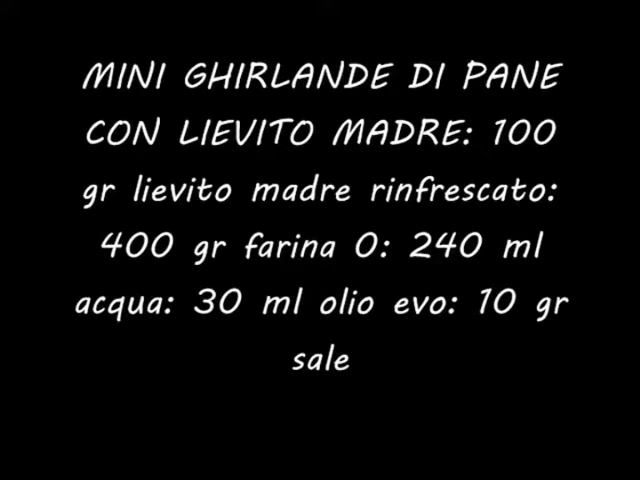 MINI GHIRLANDE DI PANE
CON LIEVITO MADRE: 100
gr lievito madre rinfrescato:
400 gr farina 0: 240 ml
acqua: 30 ml olio evo: 10 gr
sale